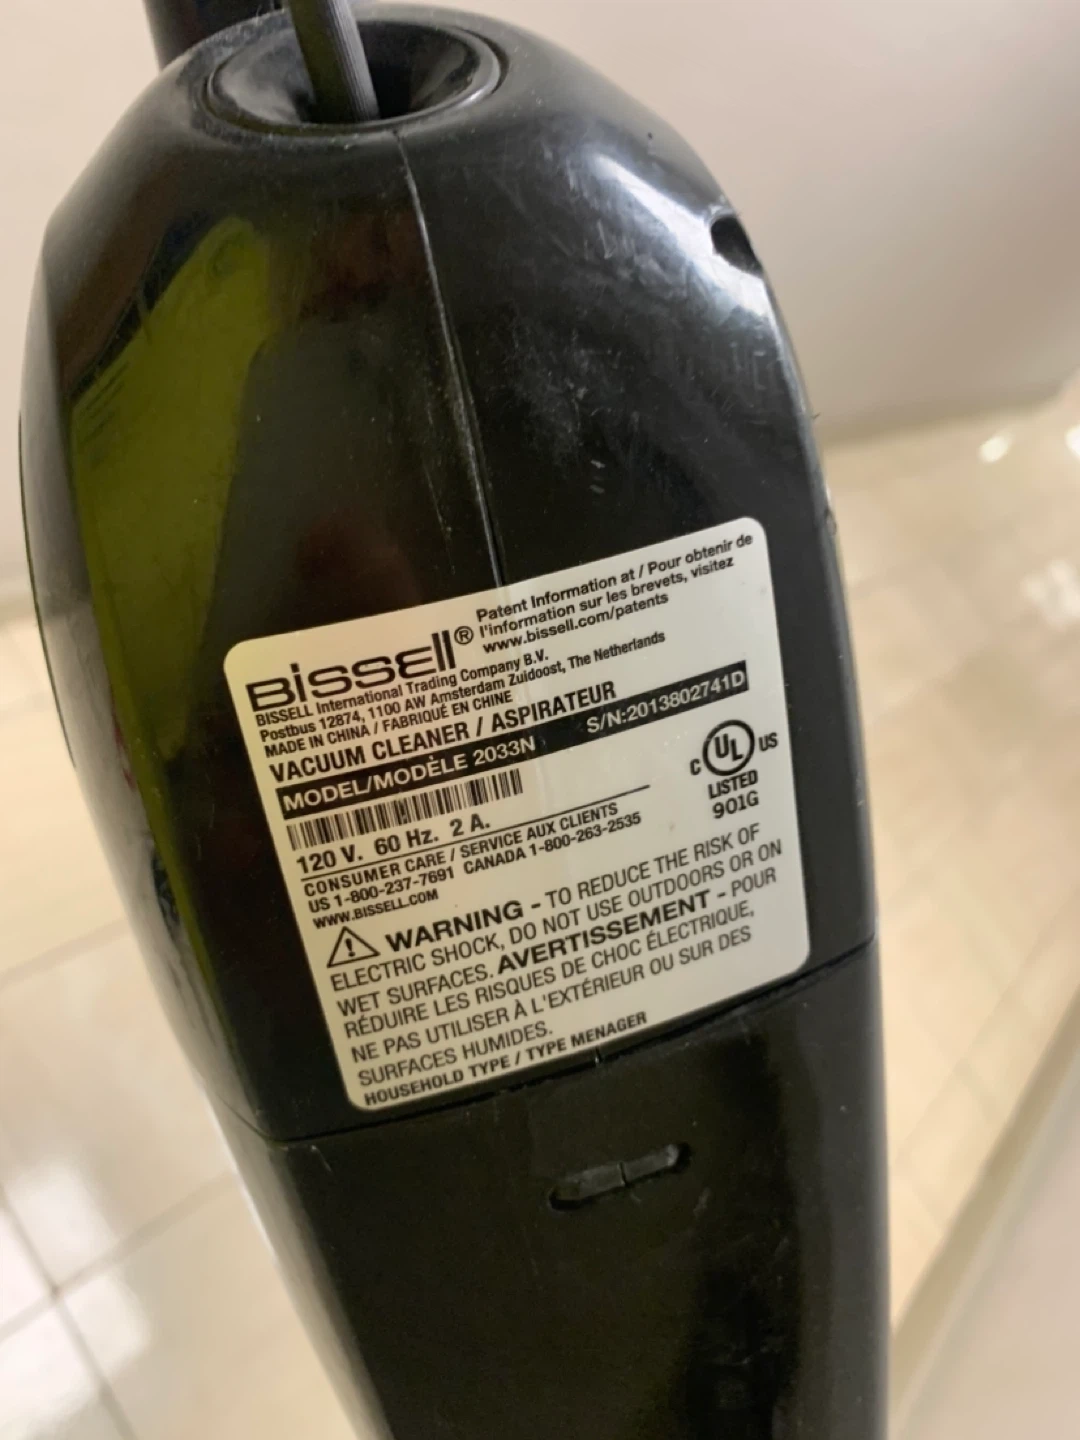 Patent Information at / Pour obtenir de
l'information sur les brevets, visitez
www.bissell.com/patents
BISSELL®
BISSELL International Trading Company B.V.
Postbus 12874, 1100 AW Amsterdam Zuidoost, The Netherlands
MADE IN CHINA / FABRIQUÉ EN CHINE
VACUUM CLEANER / ASPIRATEUR
MODEL/MODÈLE 2033N S/N:2013802741D
C UL US
LISTED
901G
120 V. 60 Hz. 2 A.
CONSUMER CARE / SERVICE AUX CLIENTS
US 1-800-237-7691 CANADA 1-800-263-2535
WWW.BISSELL.COM
WARNING - TO REDUCE THE RISK OF
ELECTRIC SHOCK, DO NOT USE OUTDOORS OR ON
WET SURFACES. AVERTISSEMENT - POUR
RÉDUIRE LES RISQUES DE CHOC ÉLECTRIQUE,
NE PAS UTILISER À L'EXTÉRIEUR OU SUR DES
SURFACES HUMIDES.
HOUSEHOLD TYPE / TYPE MENAGER